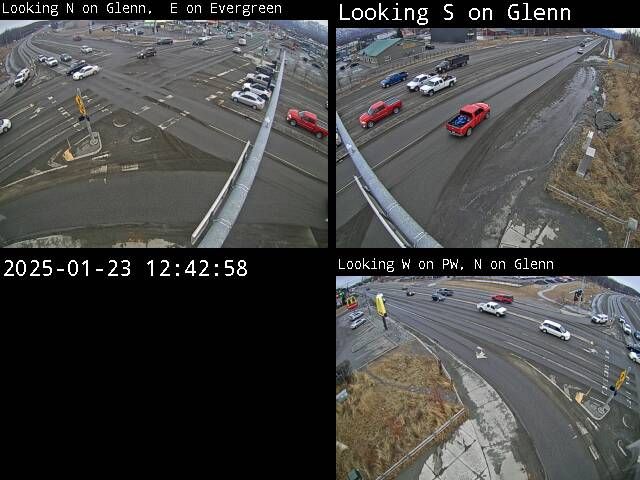 Looking N on Glenn,  E on Evergreen
Looking S on Glenn
2025-01-23 12:42:58
Looking W on PW, N on Glenn